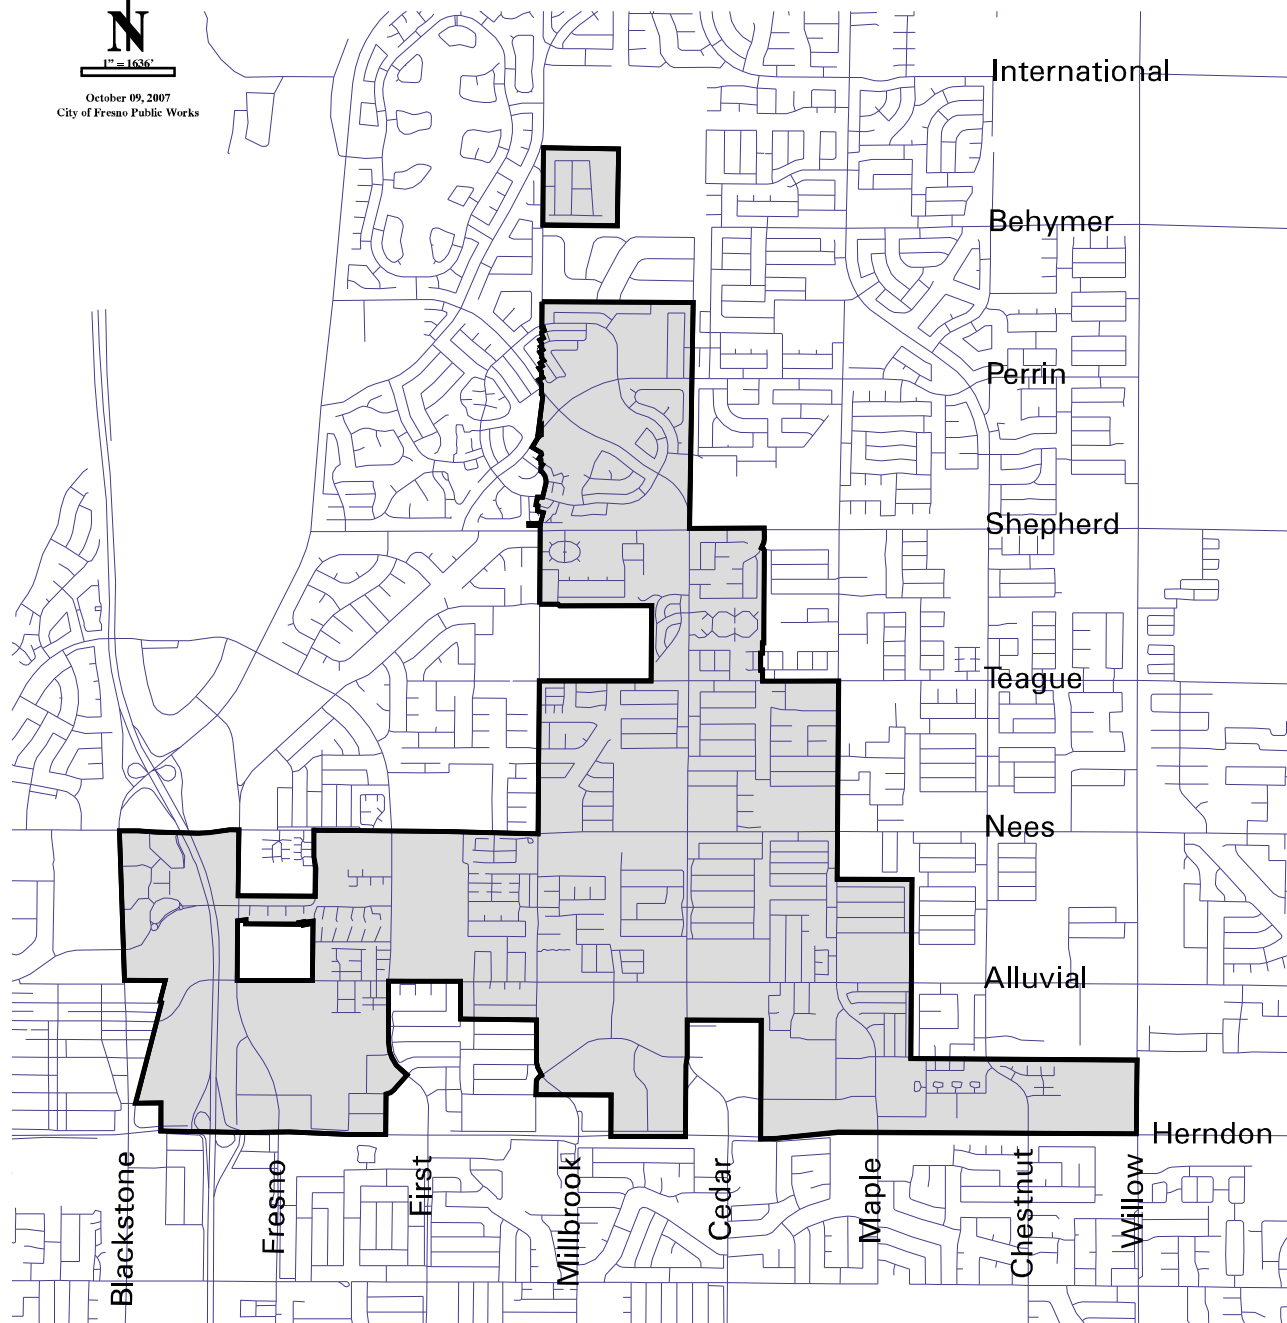 N
1" = 1636'
October 09, 2007
City of Fresno Public Works
International
Behymer
Perrin
Shepherd
Teague
Nees
Alluvial
Herndon
Blackstone
Fresno
First
Millbrook
Cedar
Maple
Chestnut
Willow